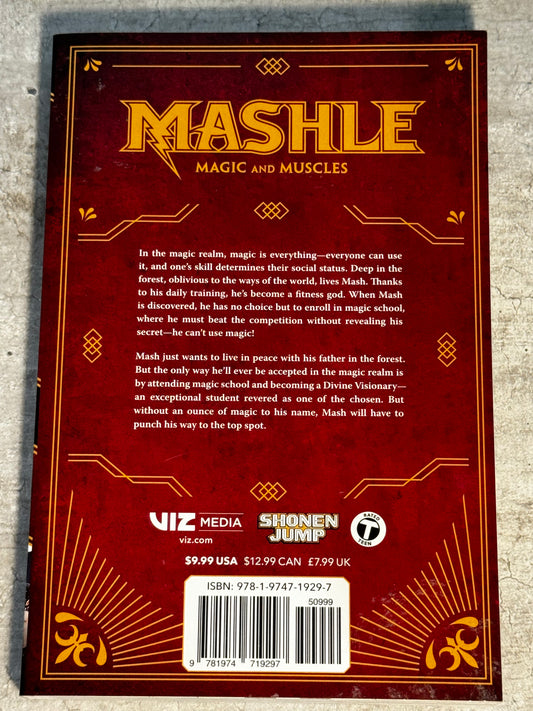 MASHLE
MAGIC AND MUSCLES
In the magic realm, magic is everything—everyone can use
it, and one's skill determines their social status. Deep in the
forest, oblivious to the ways of the world, lives Mash. Thanks
to his daily training, he's become a fitness god. When Mash
is discovered, he has no choice but to enroll in magic school,
where he must beat the competition without revealing his
secret—he can't use magic!
Mash just wants to live in peace with his father in the forest.
But the only way he'll ever be accepted in the magic realm is
by attending magic school and becoming a Divine Visionary—
an exceptional student revered as one of the chosen. But
without an ounce of magic to his name, Mash will have to
punch his way to the top spot.
VIZ MEDIA
viz.com
SHONEN
JUMP
RATED
T
TEEN
$9.99 USA $12.99 CAN £7.99 UK
ISBN: 978-1-9747-1929-7
50999
9 781974 719297